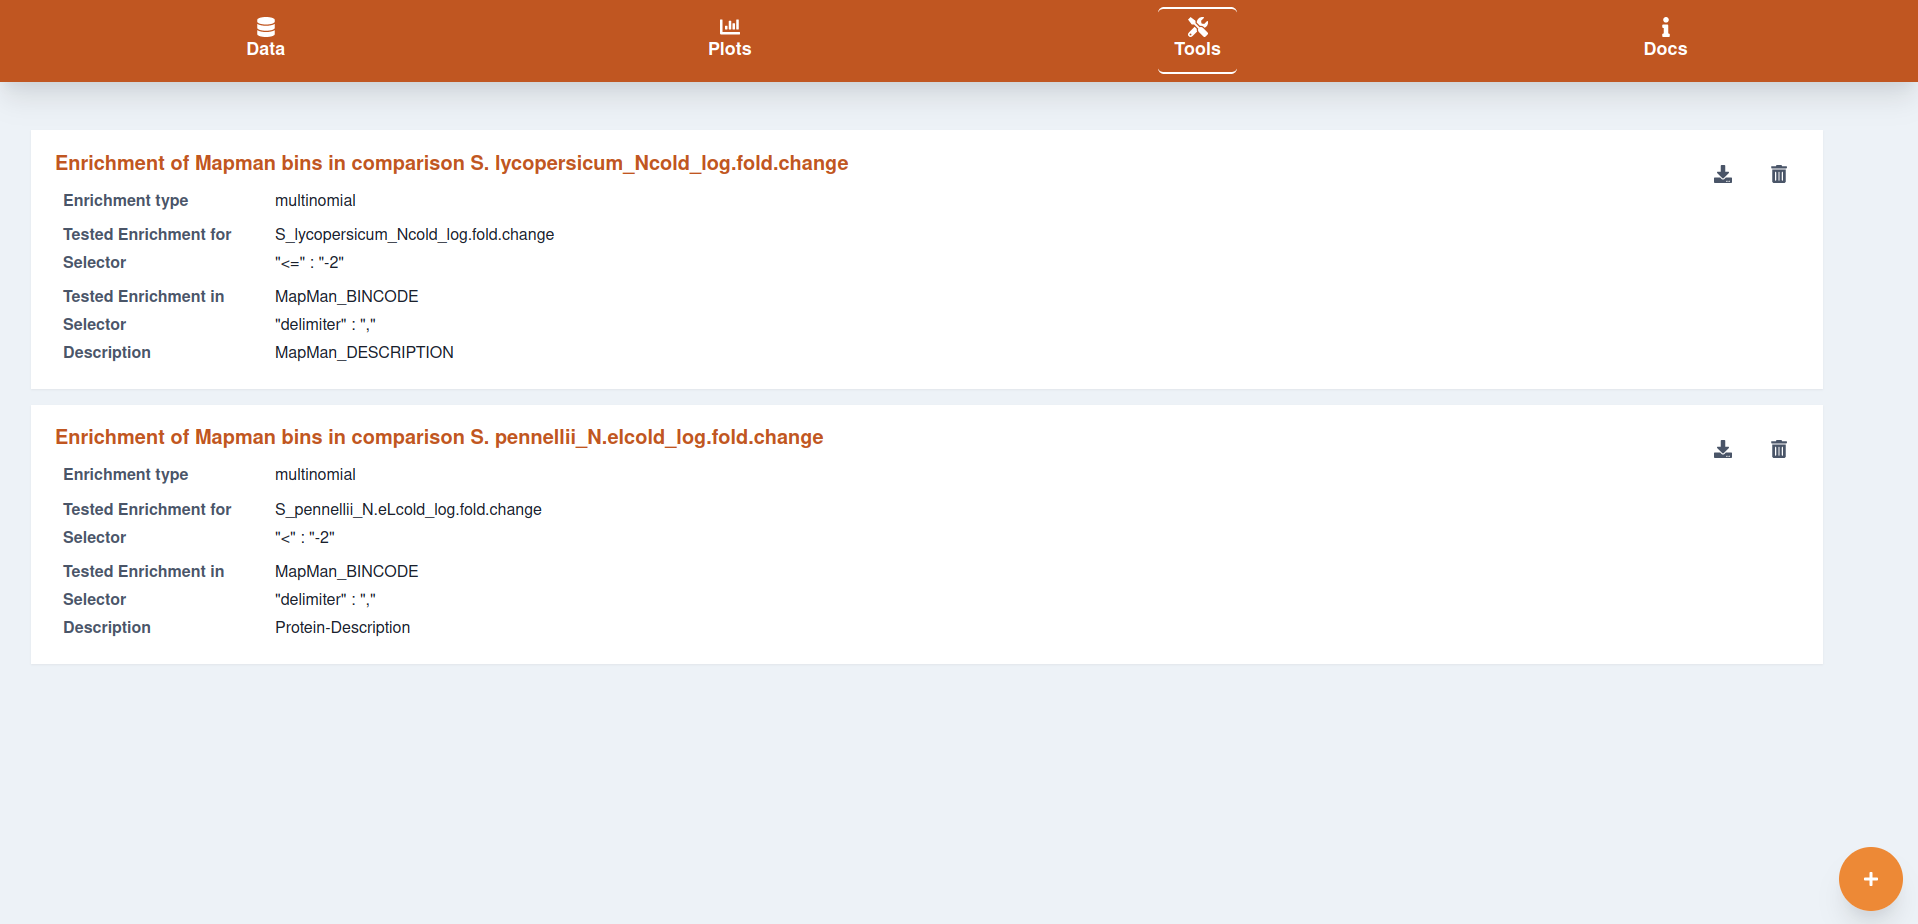 Data Plots Tools Docs
Enrichment of Mapman bins in comparison S. lycopersicum_Ncold_log.fold.change
Enrichment type multinomial
Tested Enrichment for S_lycopersicum_Ncold_log.fold.change
Selector "<=" : "-2"
Tested Enrichment in MapMan_BINCODE
Selector "delimiter" : ","
Description MapMan_DESCRIPTION
Enrichment of Mapman bins in comparison S. pennellii_N.elcold_log.fold.change
Enrichment type multinomial
Tested Enrichment for S_pennellii_N.eLcold_log.fold.change
Selector "<" : "-2"
Tested Enrichment in MapMan_BINCODE
Selector "delimiter" : ","
Description Protein-Description
+